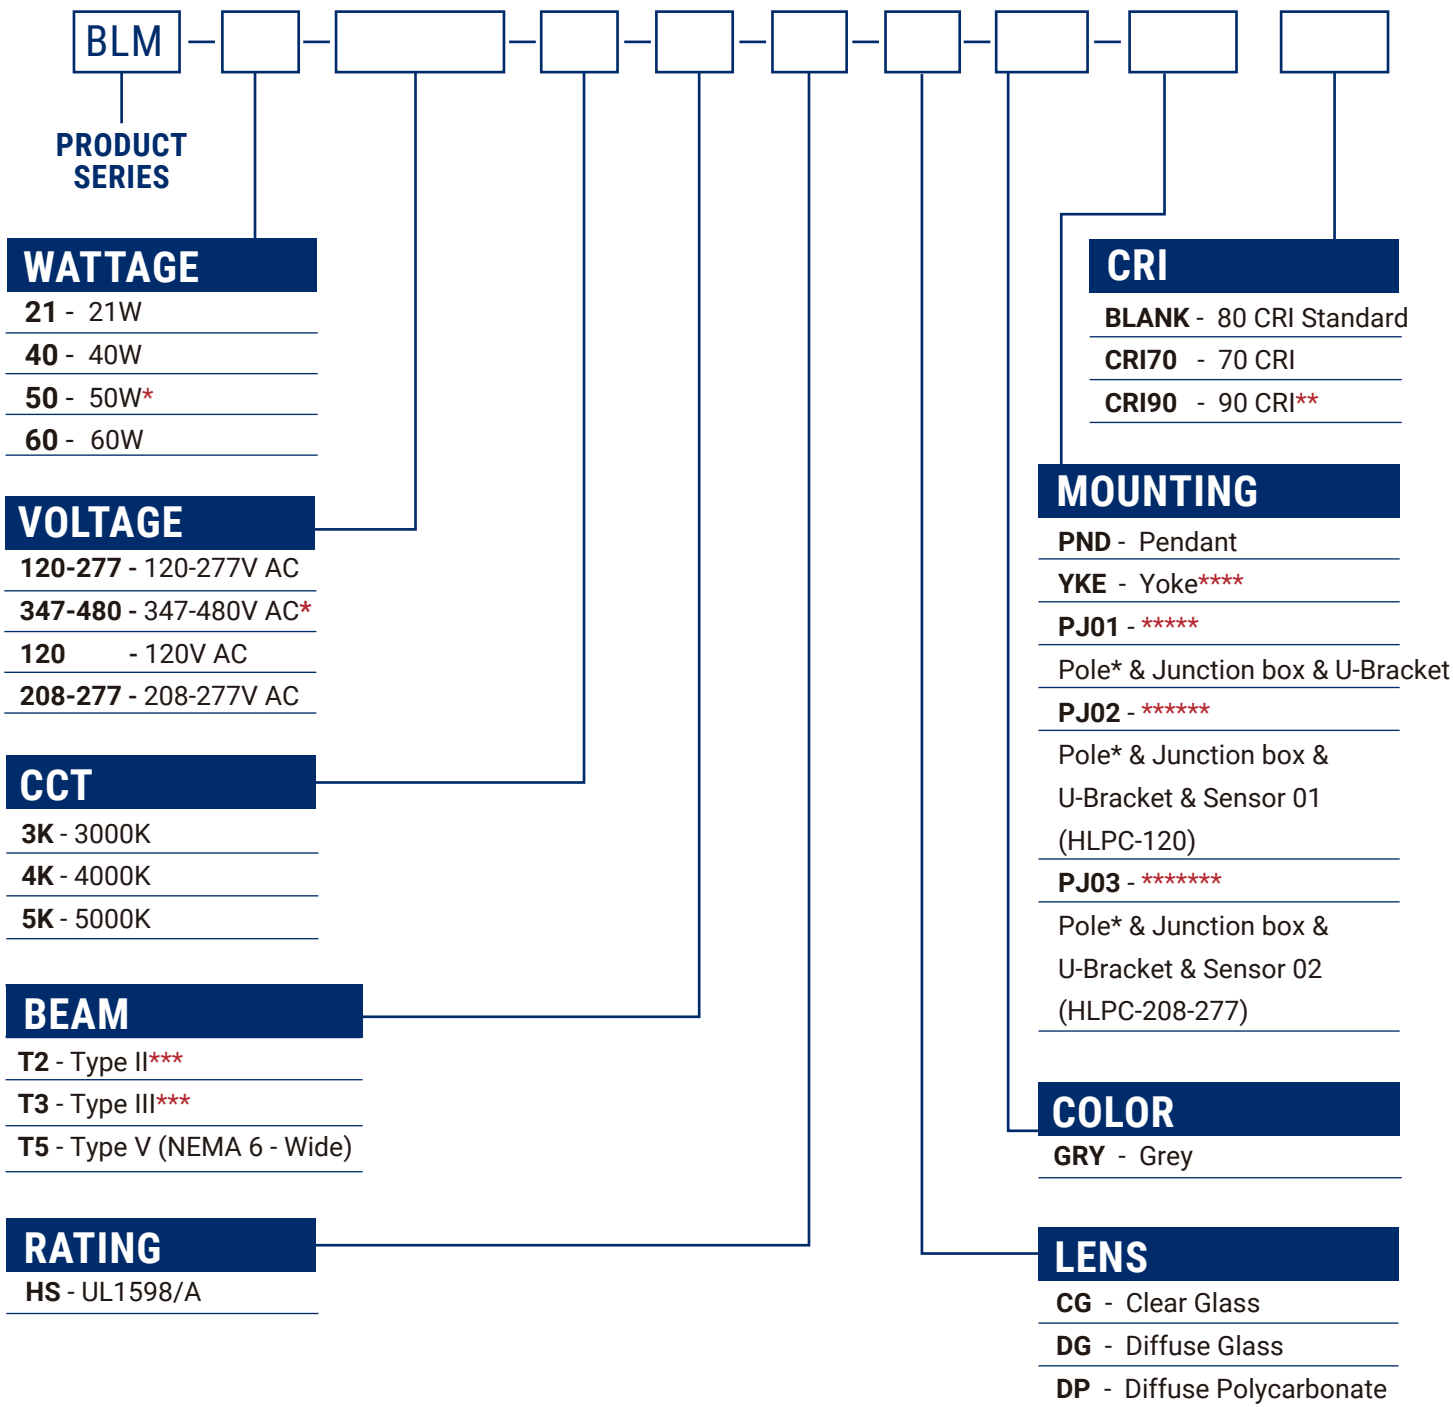 BLM
PRODUCT
SERIES
WATTAGE
21 - 21W
40 - 40W
50 - 50W*
60 - 60W
VOLTAGE
120-277 - 120-277V AC
347-480 - 347-480V AC*
120 - 120V AC
208-277 - 208-277V AC
CCT
3K - 3000K
4K - 4000K
5K - 5000K
BEAM
T2 - Type II***
T3 - Type III***
T5 - Type V (NEMA 6 - Wide)
RATING
HS - UL1598/A
CRI
BLANK - 80 CRI Standard
CRI70 - 70 CRI
CRI90 - 90 CRI**
MOUNTING
PND - Pendant
YKE - Yoke****
PJ01 - *****
Pole* & Junction box & U-Bracket
PJ02 - ******
Pole* & Junction box &
U-Bracket & Sensor 01
(HLPC-120)
PJ03 - *******
Pole* & Junction box &
U-Bracket & Sensor 02
(HLPC-208-277)
COLOR
GRY - Grey
LENS
CG - Clear Glass
DG - Diffuse Glass
DP - Diffuse Polycarbonate